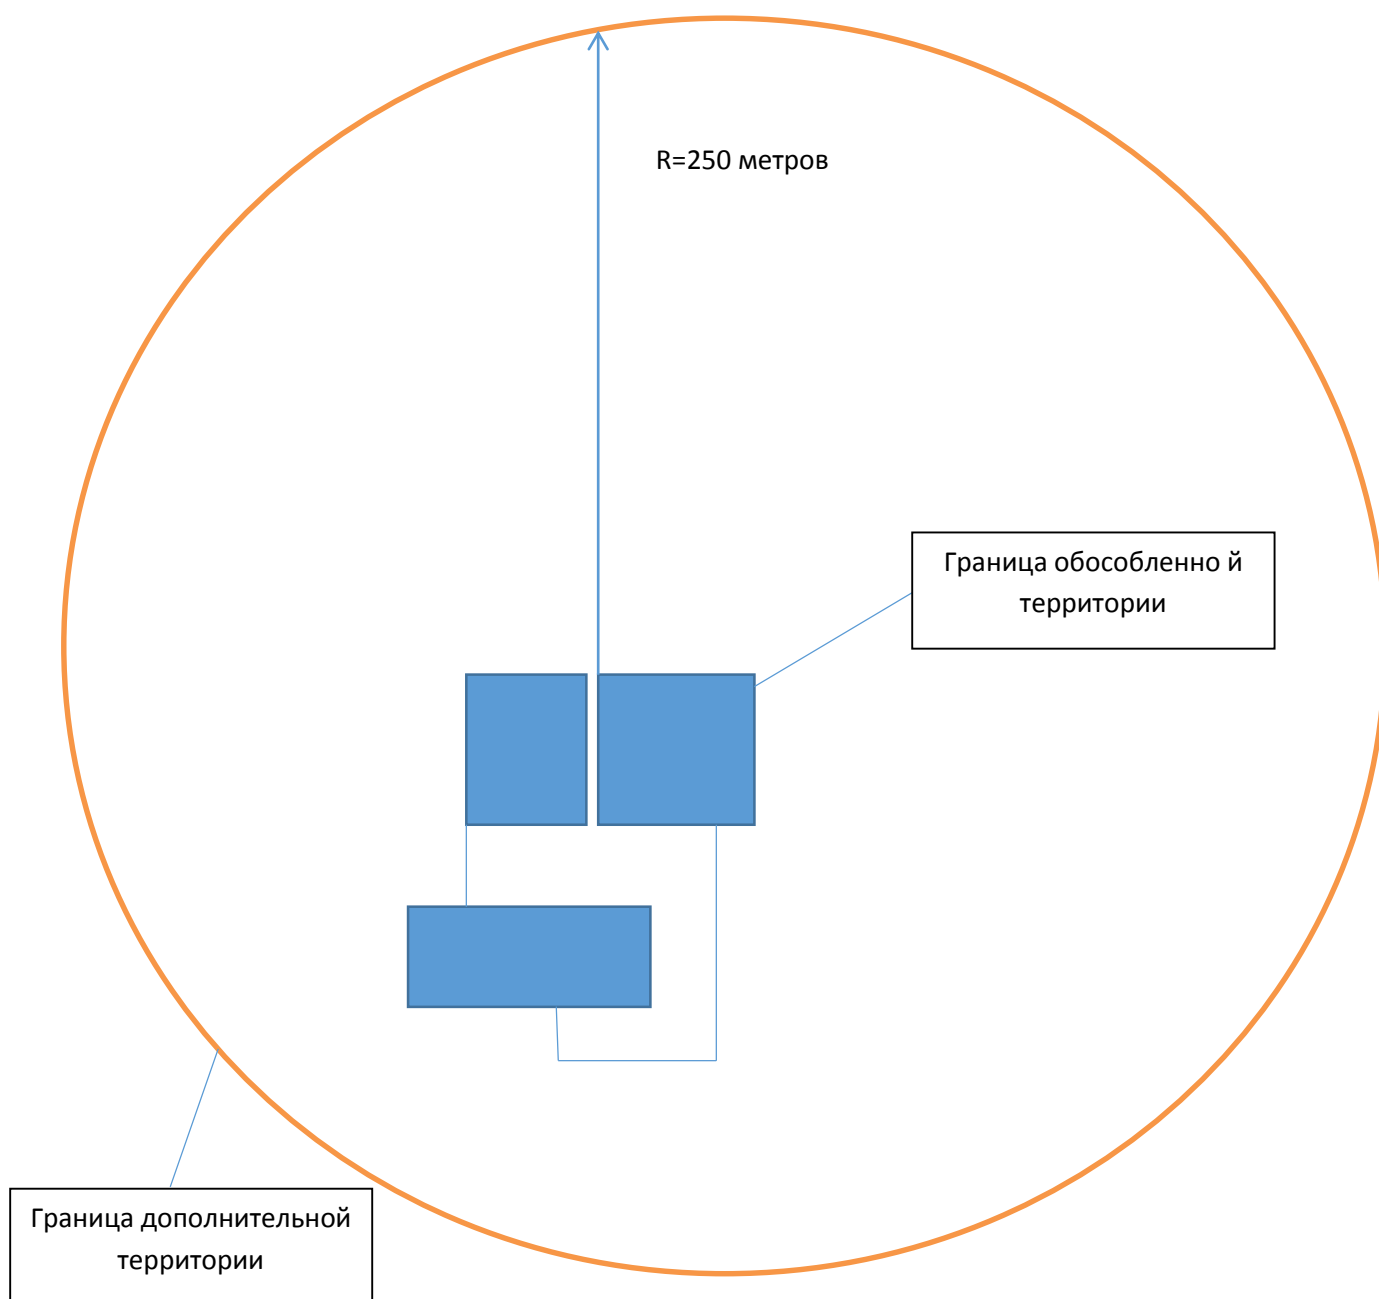 R=250 метров
Граница обособленно й
территории
Граница дополнительной
территории